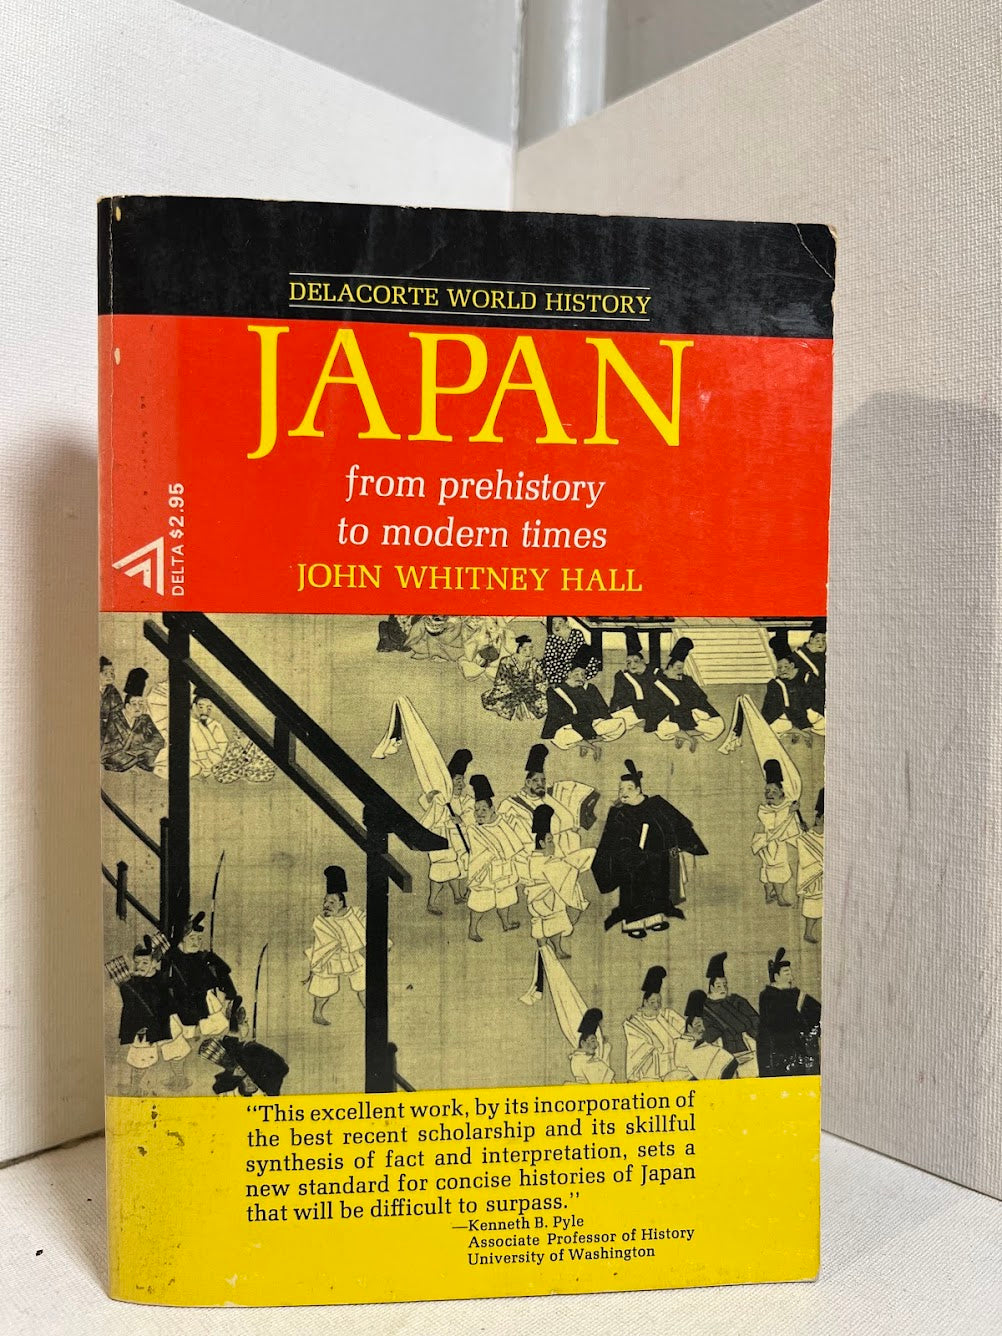 DELACORTE WORLD HISTORY
JAPAN
from prehistory
to modern times
JOHN WHITNEY HALL
DELTA $2.95
"This excellent work, by its incorporation of
the best recent scholarship and its skillful
synthesis of fact and interpretation, sets a
new standard for concise histories of Japan
that will be difficult to surpass."
—Kenneth B. Pyle
Associate Professor of History
University of Washington